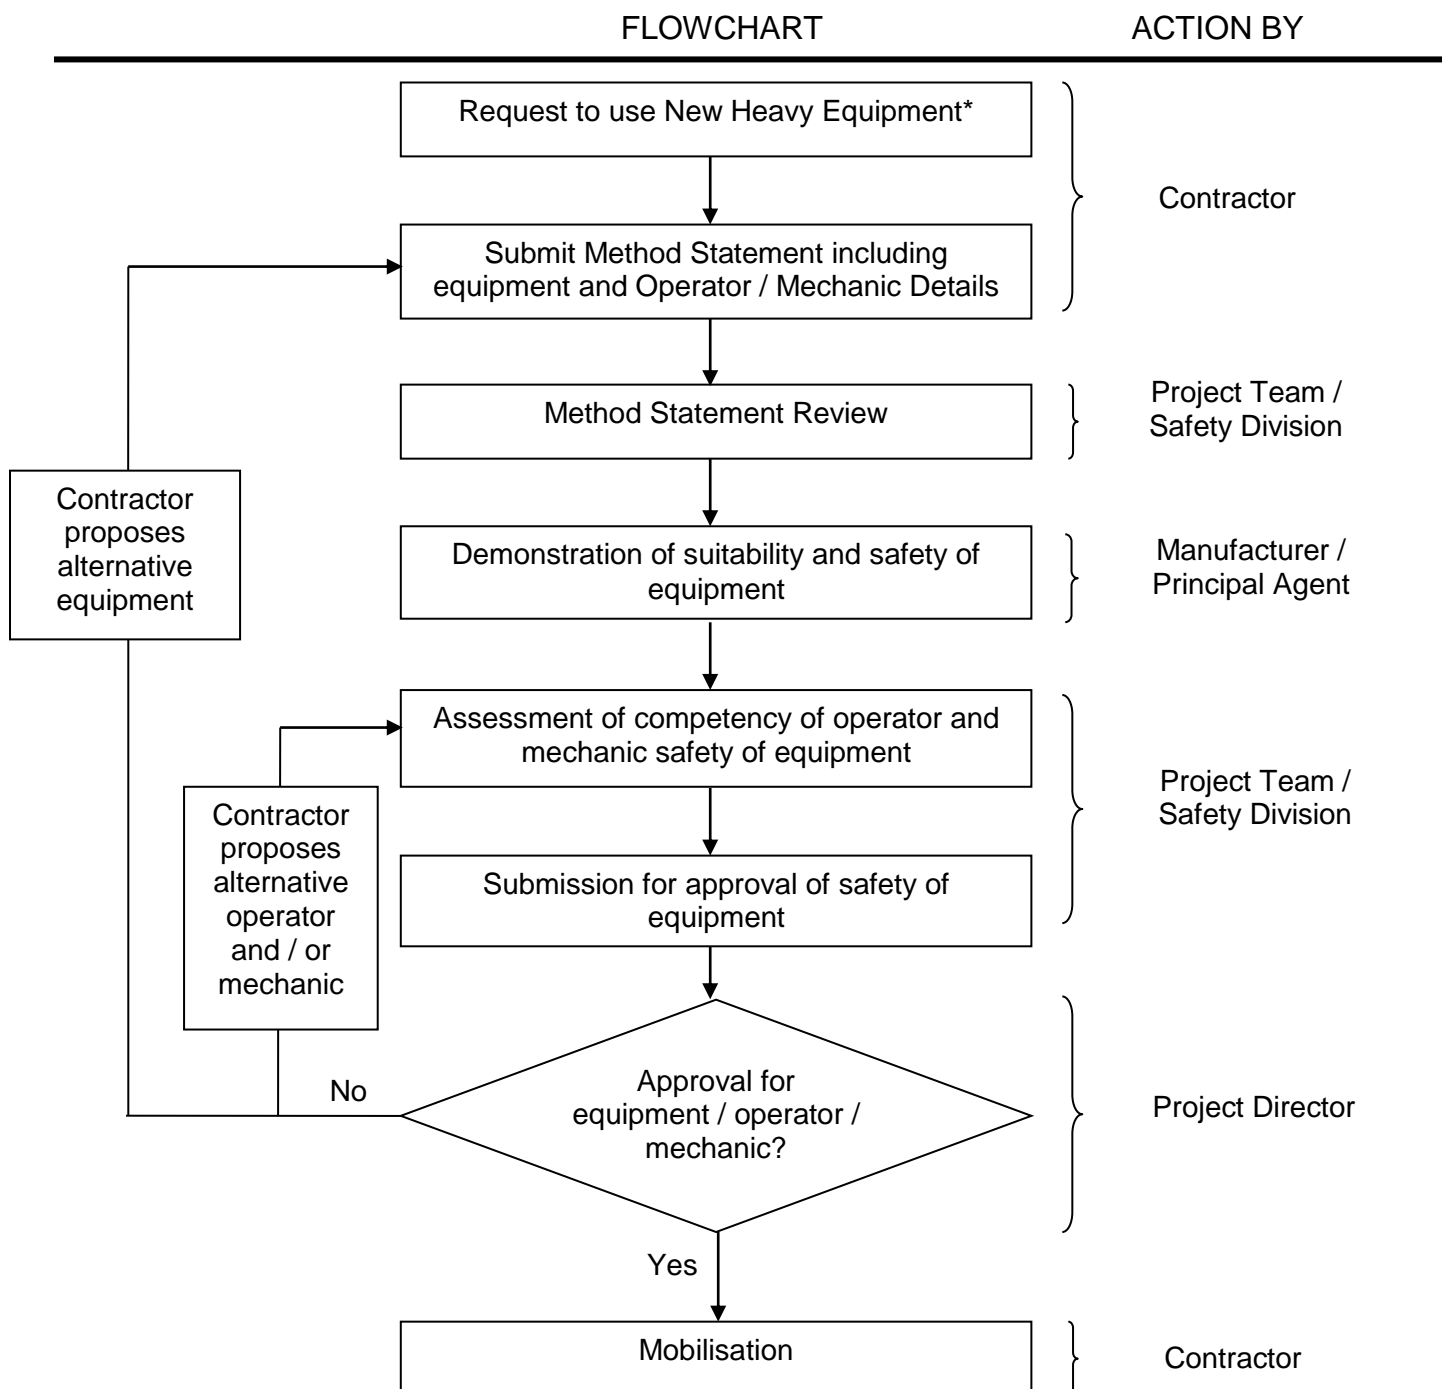 FLOWCHART
ACTION BY
Request to use New Heavy Equipment*
Contractor
Submit Method Statement including
equipment and Operator / Mechanic Details
Method Statement Review
Project Team /
Safety Division
Contractor
proposes
alternative
equipment
Demonstration of suitability and safety of
equipment
Manufacturer /
Principal Agent
Assessment of competency of operator and
mechanic safety of equipment
Project Team /
Safety Division
Contractor
proposes
alternative
operator
and / or
mechanic
Submission for approval of safety of
equipment
No
Approval for
equipment / operator /
mechanic?
Project Director
Yes
Mobilisation
Contractor